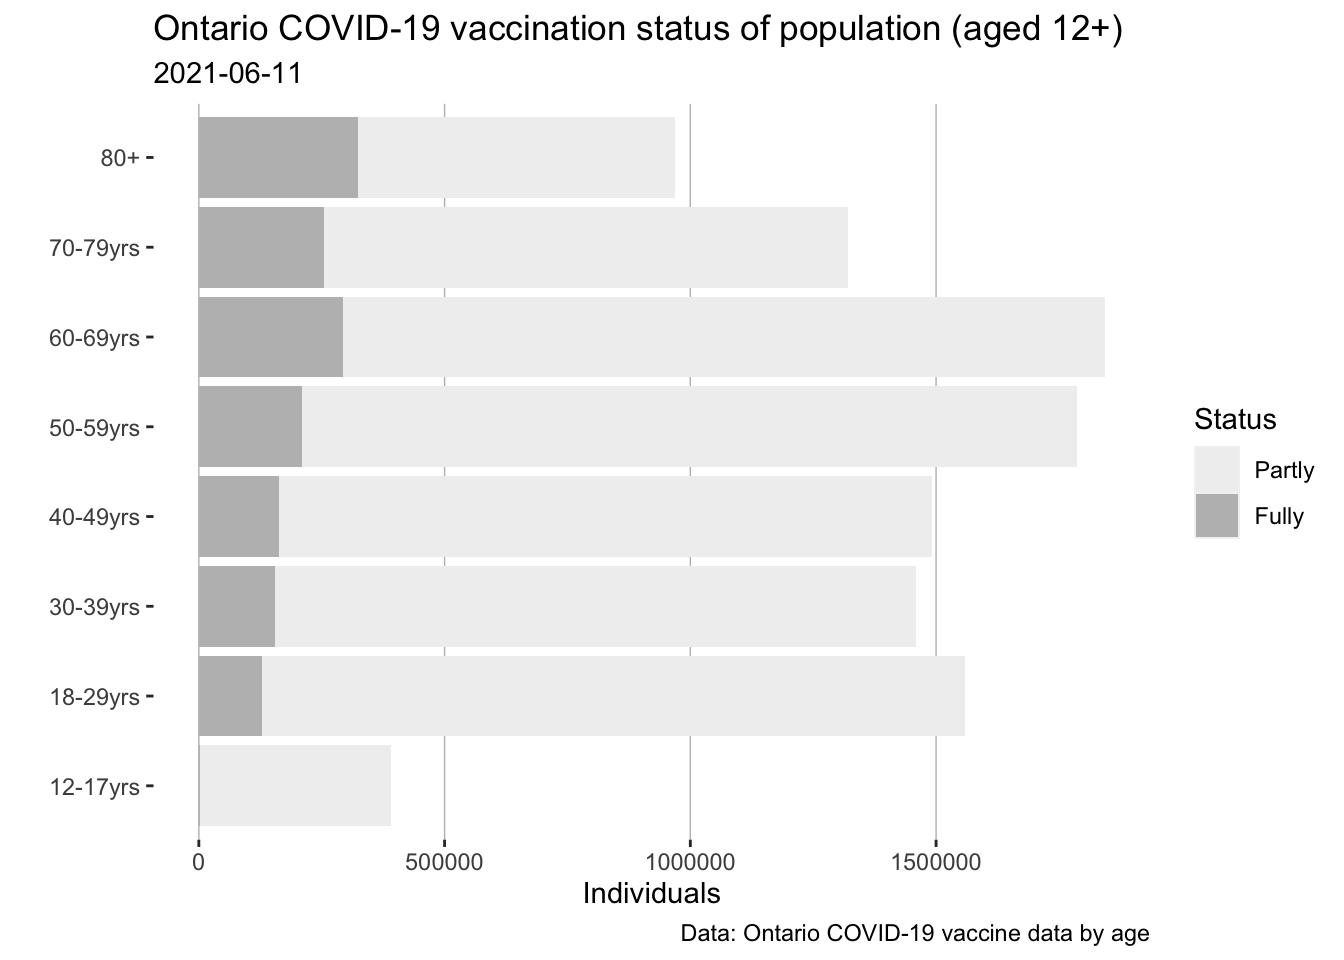 Ontario COVID-19 vaccination status of population (aged 12+)
2021-06-11
80+
70-79yrs
60-69yrs
50-59yrs
40-49yrs
30-39yrs
18-29yrs
12-17yrs
0 500000 1000000 1500000
Individuals
Status
Partly
Fully
Data: Ontario COVID-19 vaccine data by age